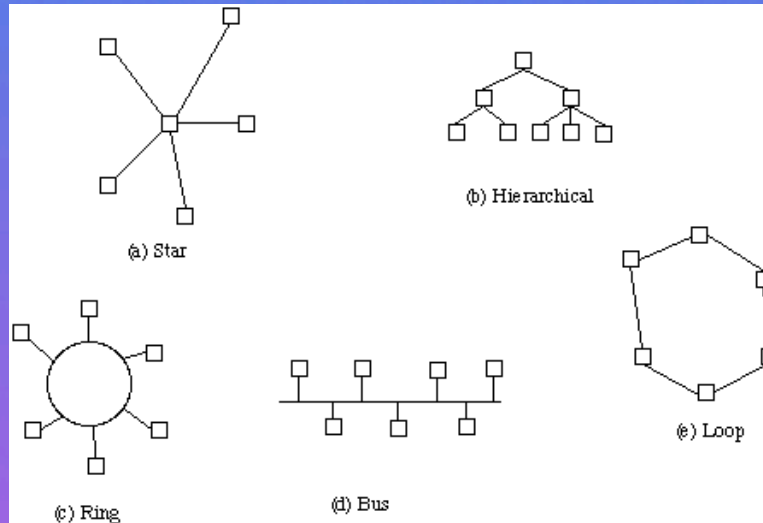 (a) Star
(b) Hierarchical
(c) Ring
(d) Bus
(e) Loop